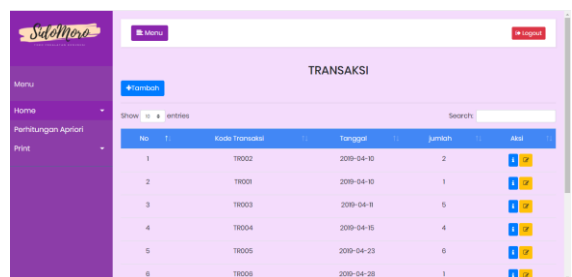 SidoMoro
Menu
Logout
TRANSAKSI
Menu
+Tambah
Home
Show 10 entries
Search:
Perhitungan Apriori
No Kode Transaksi Tanggal jumlah Aksi
Print
1 TR002 2019-04-10 2
2 TR001 2019-04-10 1
3 TR003 2019-04-11 5
4 TR004 2019-04-15 4
5 TR005 2019-04-23 6
6 TR006 2019-04-28 1